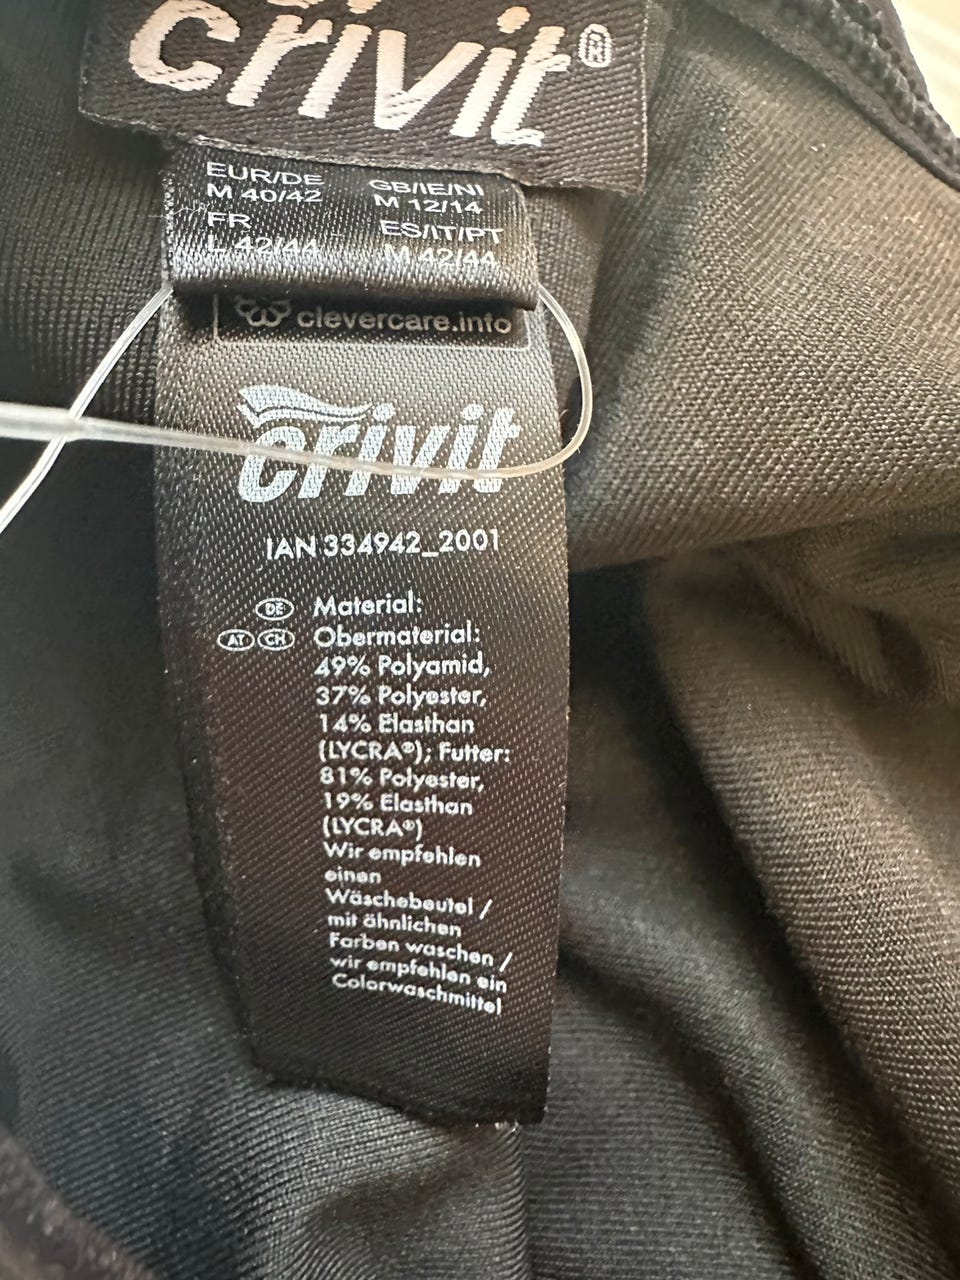 crivit®
EUR/DE GB/IE/NI
M 40/42 M 12/14
FR ES/IT/PT
L 42/44 M 42/44
clevercare.info
crivit
IAN 334942_2001
DE Material:
AT CH Obermaterial:
49% Polyamid,
37% Polyester,
14% Elasthan
(LYCRA®); Futter:
81% Polyester,
19% Elasthan
(LYCRA®)
Wir empfehlen
einen
Wäschebeutel /
mit ähnlichen
Farben waschen /
wir empfehlen ein
Colorwaschmittel